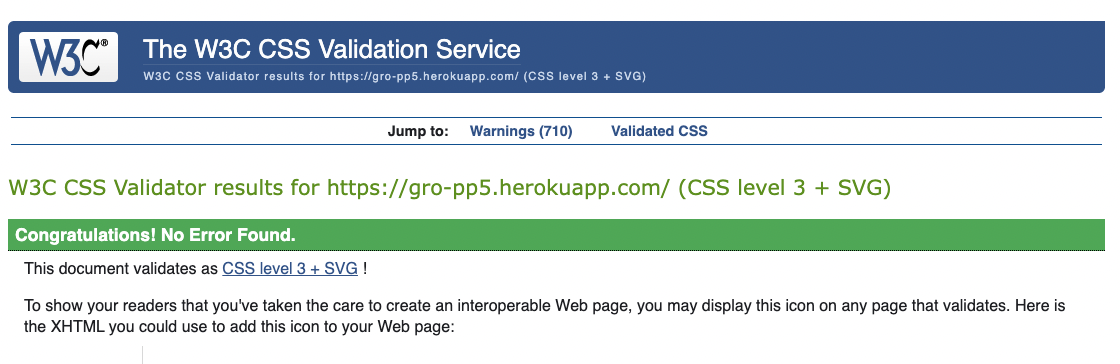 W3C®
The W3C CSS Validation Service
W3C CSS Validator results for https://gro-pp5.herokuapp.com/ (CSS level 3 + SVG)
Jump to: Warnings (710) Validated CSS
W3C CSS Validator results for https://gro-pp5.herokuapp.com/ (CSS level 3 + SVG)
Congratulations! No Error Found.
This document validates as CSS level 3 + SVG !
To show your readers that you've taken the care to create an interoperable Web page, you may display this icon on any page that validates. Here is
the XHTML you could use to add this icon to your Web page: